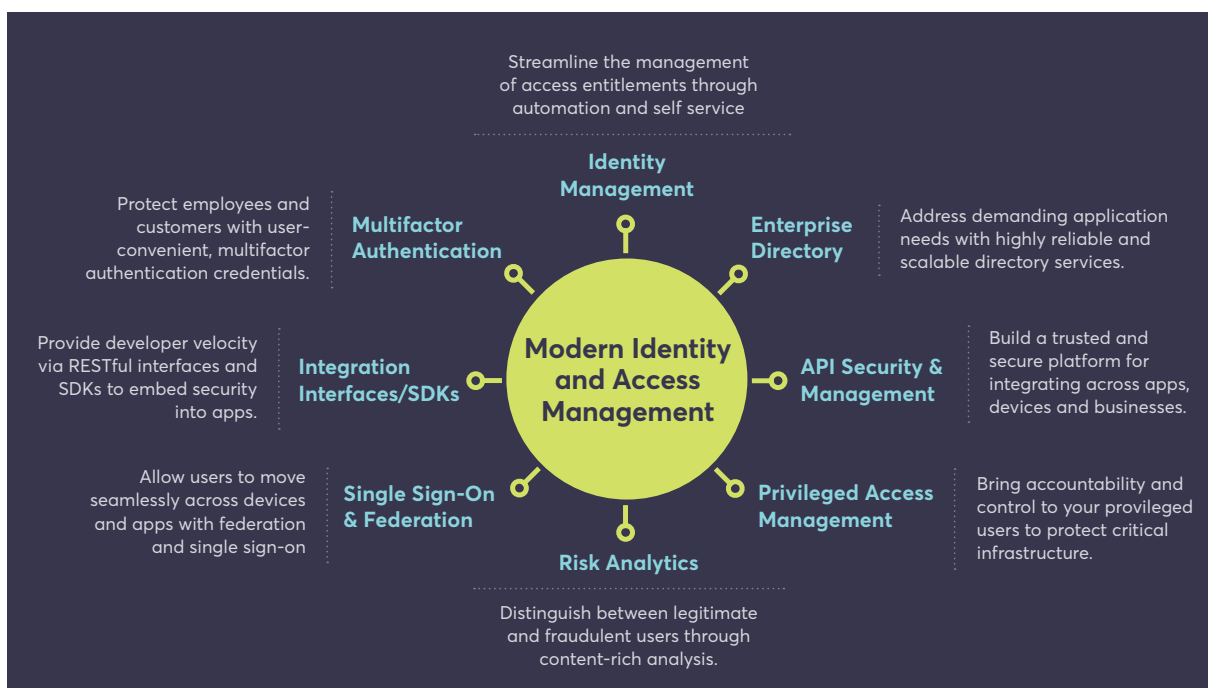 Streamline the management
of access entitlements through
automation and self service
Identity
Management
Protect employees and
customers with user-
convenient, multifactor
authentication credentials.
Multifactor
Authentication
Enterprise
Directory
Address demanding application
needs with highly reliable and
scalable directory services.
Provide developer velocity
via RESTful interfaces and
SDKs to embed security
into apps.
Integration
Interfaces/SDKs
Modern Identity
and Access
Management
API Security &
Management
Build a trusted and
secure platform for
integrating across apps,
devices and businesses.
Allow users to move
seamlessly across devices
and apps with federation
and single sign-on
Single Sign-On
& Federation
Privileged Access
Management
Bring accountability and
control to your provileged
users to protect critical
infrastructure.
Risk Analytics
Distinguish between legitimate
and fraudulent users through
content-rich analysis.